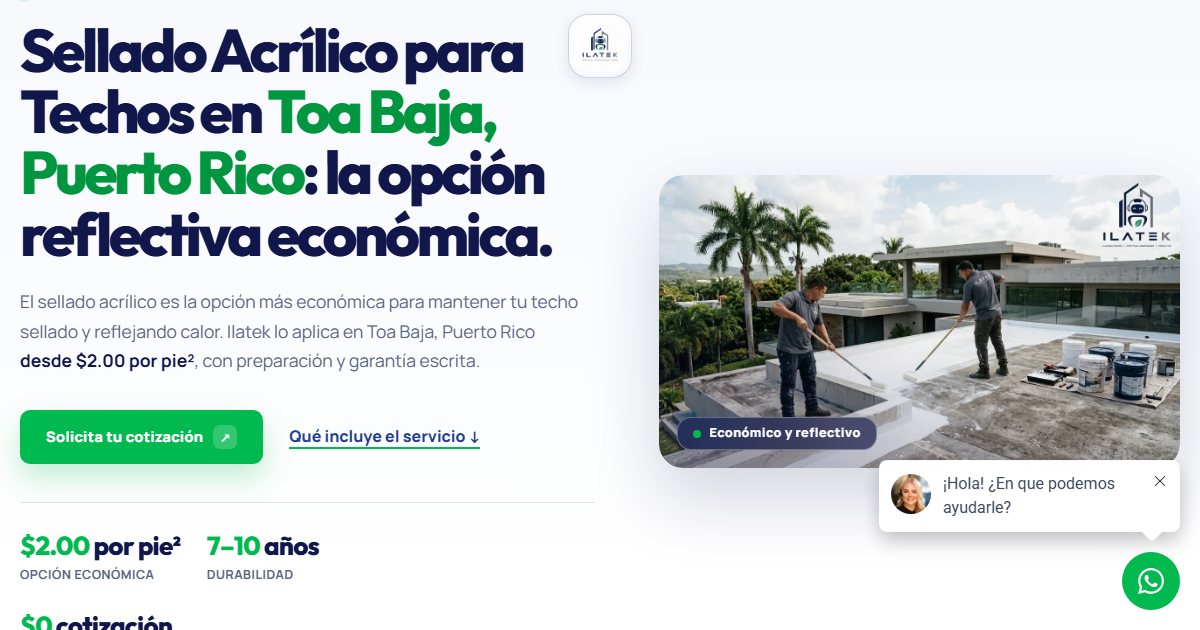 Sellado Acrílico para
Techos en Toa Baja,
Puerto Rico: la opción
reflectiva económica.
ILATEK
El sellado acrílico es la opción más económica para mantener tu techo
sellado y reflejando calor. Ilatek lo aplica en Toa Baja, Puerto Rico
desde $2.00 por pie², con preparación y garantía escrita.
Solicita tu cotización ↗
Qué incluye el servicio ↓
$2.00 por pie²
OPCIÓN ECONÓMICA
7–10 años
DURABILIDAD
$0 cotización
ILATEK
Económico y reflectivo
¡Hola! ¿En que podemos
ayudarle?